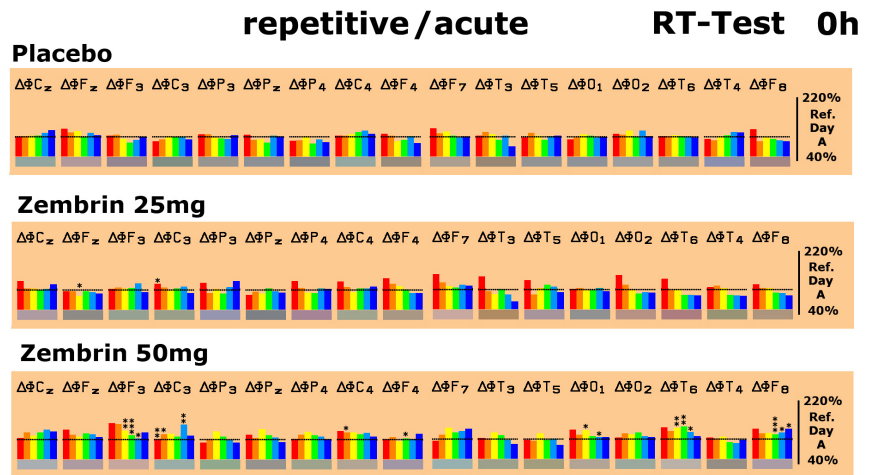 repetitive/acute RT-Test 0h
Placebo
ΔΦCz ΔΦFz ΔΦF3 ΔΦC3 ΔΦP3 ΔΦPz ΔΦP4 ΔΦC4 ΔΦF4 ΔΦF7 ΔΦT3 ΔΦT5 ΔΦO1 ΔΦO2 ΔΦT6 ΔΦT4 ΔΦF8
220%
Ref.
Day
A
40%
Zembrin 25mg
ΔΦCz ΔΦFz ΔΦF3 ΔΦC3 ΔΦP3 ΔΦPz ΔΦP4 ΔΦC4 ΔΦF4 ΔΦF7 ΔΦT3 ΔΦT5 ΔΦO1 ΔΦO2 ΔΦT6 ΔΦT4 ΔΦF8
220%
Ref.
Day
A
40%
Zembrin 50mg
ΔΦCz ΔΦFz ΔΦF3 ΔΦC3 ΔΦP3 ΔΦPz ΔΦP4 ΔΦC4 ΔΦF4 ΔΦF7 ΔΦT3 ΔΦT5 ΔΦO1 ΔΦO2 ΔΦT6 ΔΦT4 ΔΦF8
220%
Ref.
Day
A
40%